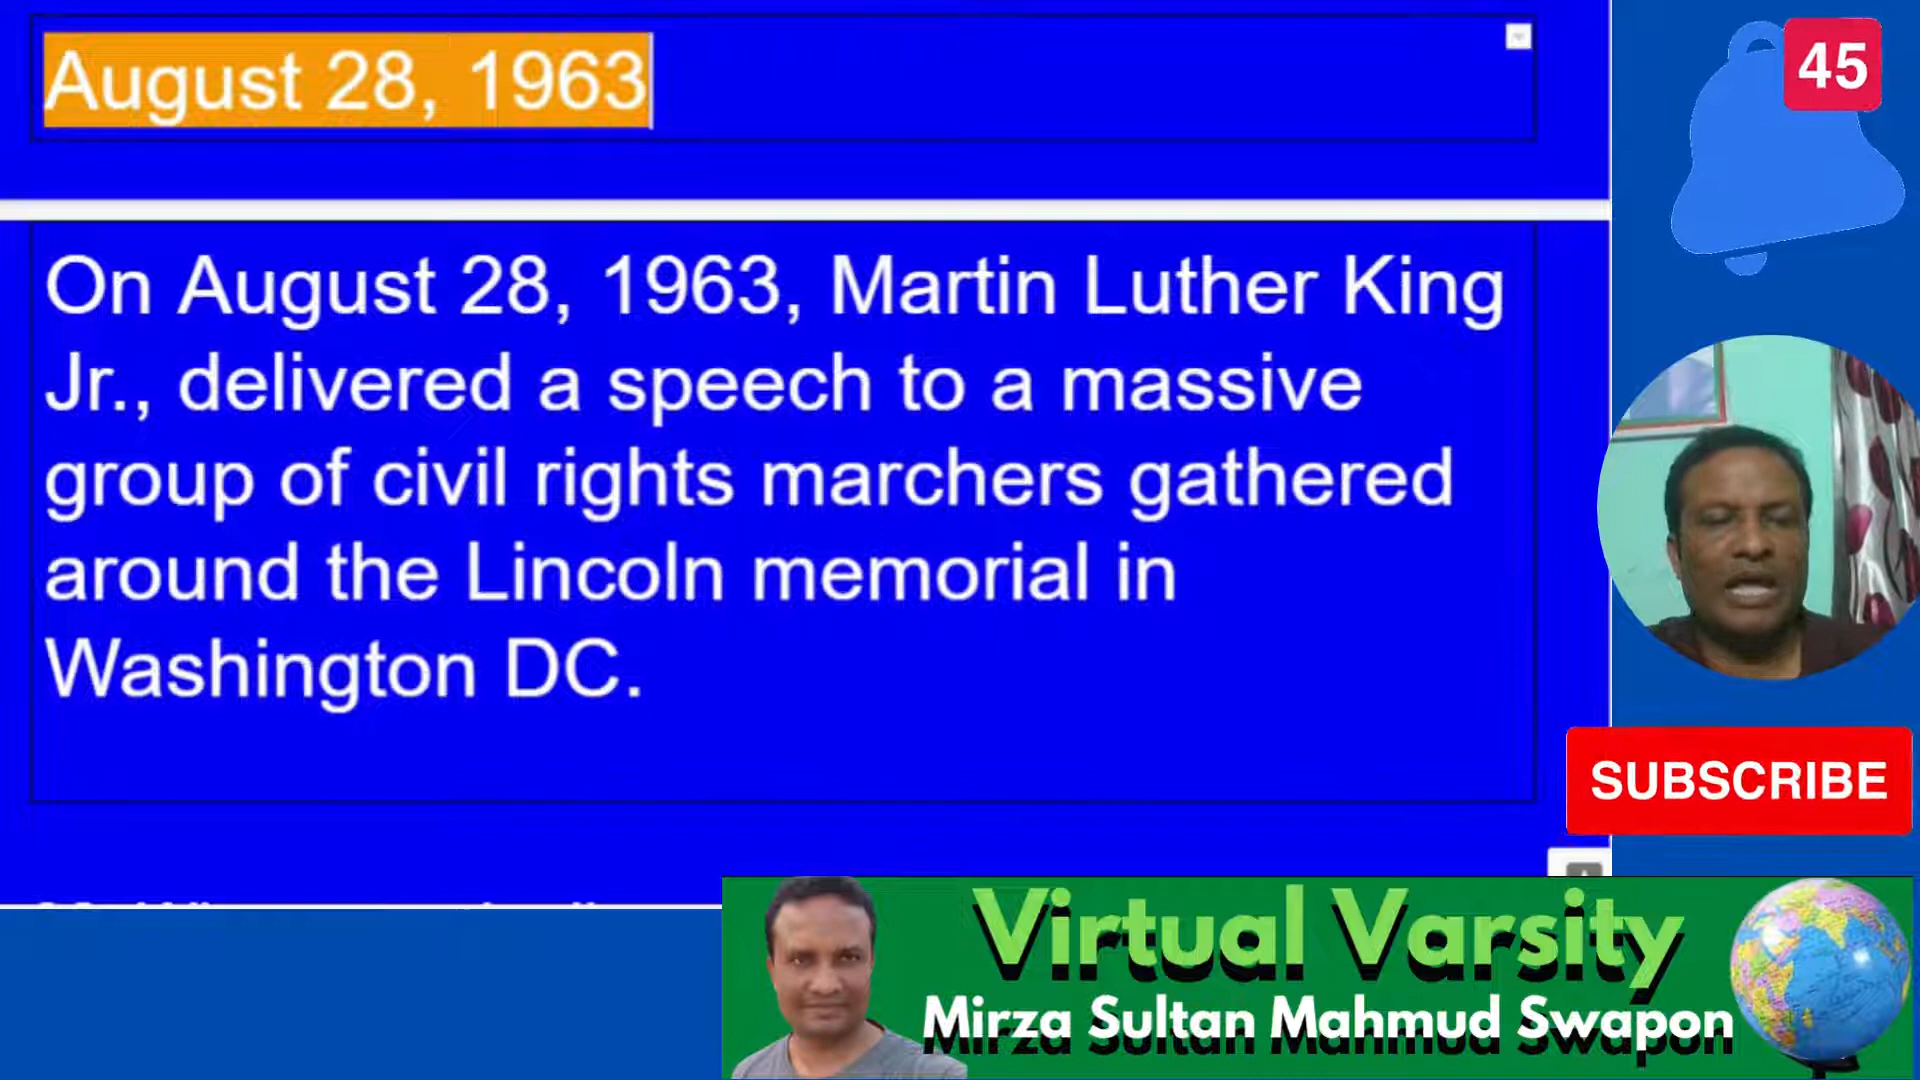 August 28, 1963
45
On August 28, 1963, Martin Luther King
Jr., delivered a speech to a massive
group of civil rights marchers gathered
around the Lincoln memorial in
Washington DC.
SUBSCRIBE
Virtual Varsity
Mirza Sultan Mahmud Swapon